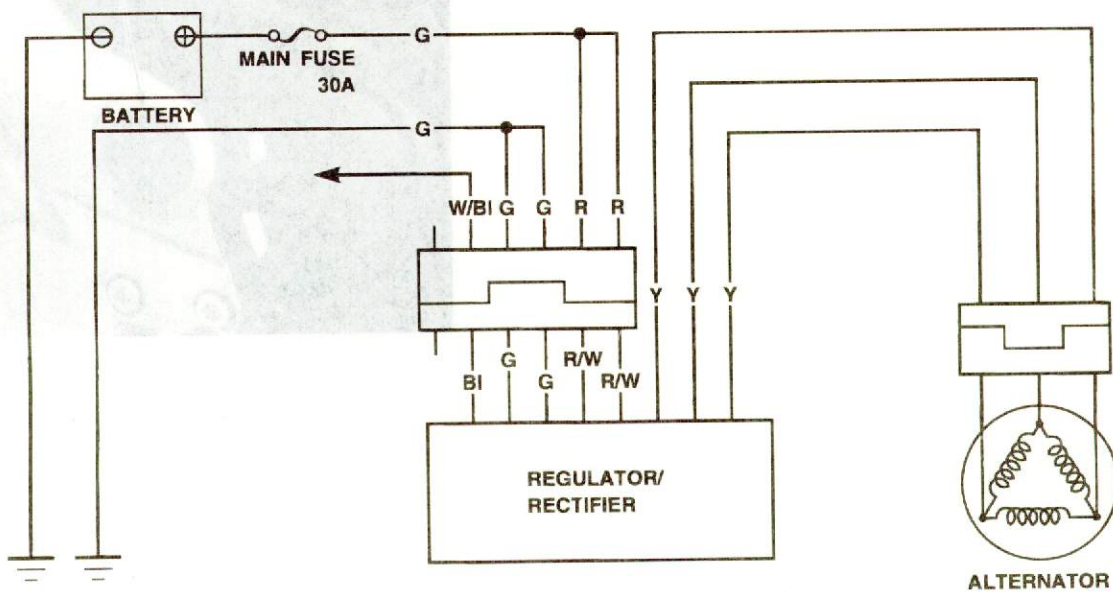 G
MAIN FUSE
30A
BATTERY
G
W/Bl G G R R
Y Y Y
Bl G G R/W R/W
REGULATOR/
RECTIFIER
ALTERNATOR